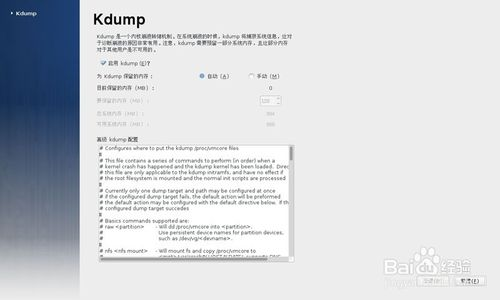 Kdump
Kdump
Kdump 是一个内核崩溃转储机制。在系统崩溃的时候，kdump 将捕获系统信息，这对
于诊断崩溃的原因非常有用。注意，kdump 需要预留一部分系统内存，且这部分内存
对于其他用户是不可用的。
启用 kdump (E)?
为 Kdump 保留的内存： 自动 (A) 手动 (M)
目前保留的内存 (MB)： 0
要保留的内存 (MB)： 128
总系统内存 (MB)：
可用系统内存 (MB)：
高级 kdump 配置
# Configures where to put the kdump /proc/vmcore files
#
# This file contains a series of commands to perform (in order) when a
# kernel crash has happened and the kdump kernel has been loaded. Direc
# this file are only applicable to the kdump initramfs, and have no effect if
# the root filesystem is mounted and the normal init scripts are processed
#
# Currently only one dump target and path may be configured at once
# if the configured dump target fails, the default action will be preformed
# the default action may be configured with the default directive below. If th
# configured dump target succedes
#
# Basics commands supported are:
# raw <partition> - Will dd /proc/vmcore into <partition>.
# Use persistent device names for partition devices,
# such as /dev/vg/<devname>.
#
# nfs <nfs mount> - Will mount fs and copy /proc/vmcore to
Baidu 百度经验